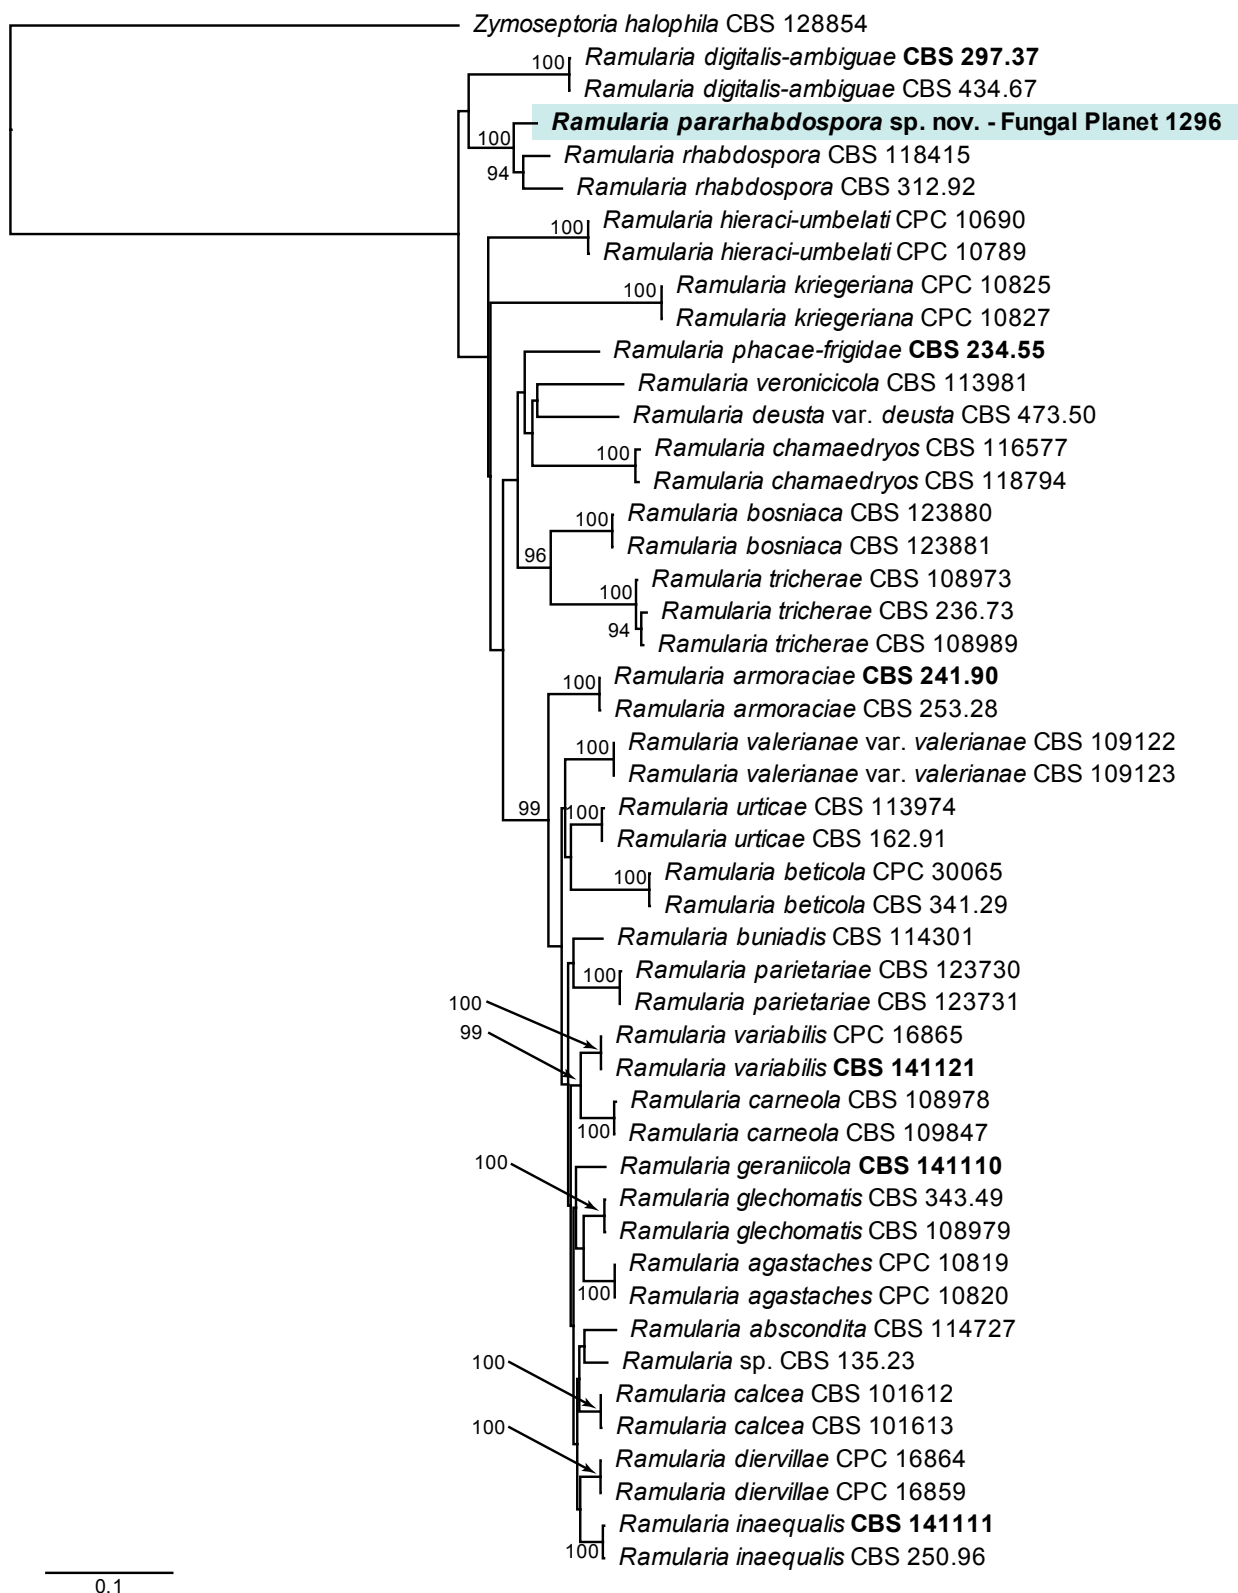 Zymoseptoria halophila CBS 128854
100
Ramularia digitalis-ambiguae CBS 297.37
Ramularia digitalis-ambiguae CBS 434.67
Ramularia pararhabdospora sp. nov. - Fungal Planet 1296
100
Ramularia rhabdospora CBS 118415
94
Ramularia rhabdospora CBS 312.92
Ramularia hieraci-umbelati CPC 10690
100
Ramularia hieraci-umbelati CPC 10789
Ramularia kriegeriana CPC 10825
100
Ramularia kriegeriana CPC 10827
Ramularia phacae-frigidae CBS 234.55
Ramularia veronicicola CBS 113981
Ramularia deusta var. deusta CBS 473.50
Ramularia chamaedryos CBS 116577
100
Ramularia chamaedryos CBS 118794
Ramularia bosniaca CBS 123880
100
Ramularia bosniaca CBS 123881
96
Ramularia tricherae CBS 108973
100
Ramularia tricherae CBS 236.73
94
Ramularia tricherae CBS 108989
Ramularia armoraciae CBS 241.90
100
Ramularia armoraciae CBS 253.28
Ramularia valerianae var. valerianae CBS 109122
100
Ramularia valerianae var. valerianae CBS 109123
99
Ramularia urticae CBS 113974
100
Ramularia urticae CBS 162.91
Ramularia beticola CPC 30065
100
Ramularia beticola CBS 341.29
Ramularia buniadis CBS 114301
Ramularia parietariae CBS 123730
100
Ramularia parietariae CBS 123731
100
99
Ramularia variabilis CPC 16865
Ramularia variabilis CBS 141121
Ramularia carneola CBS 108978
100
Ramularia carneola CBS 109847
100
Ramularia geraniicola CBS 141110
Ramularia glechomatis CBS 343.49
Ramularia glechomatis CBS 108979
Ramularia agastaches CPC 10819
100
Ramularia agastaches CPC 10820
Ramularia abscondita CBS 114727
100
Ramularia sp. CBS 135.23
Ramularia calcea CBS 101612
100
Ramularia calcea CBS 101613
Ramularia diervillae CPC 16864
Ramularia diervillae CPC 16859
Ramularia inaequalis CBS 141111
100
Ramularia inaequalis CBS 250.96
0.1